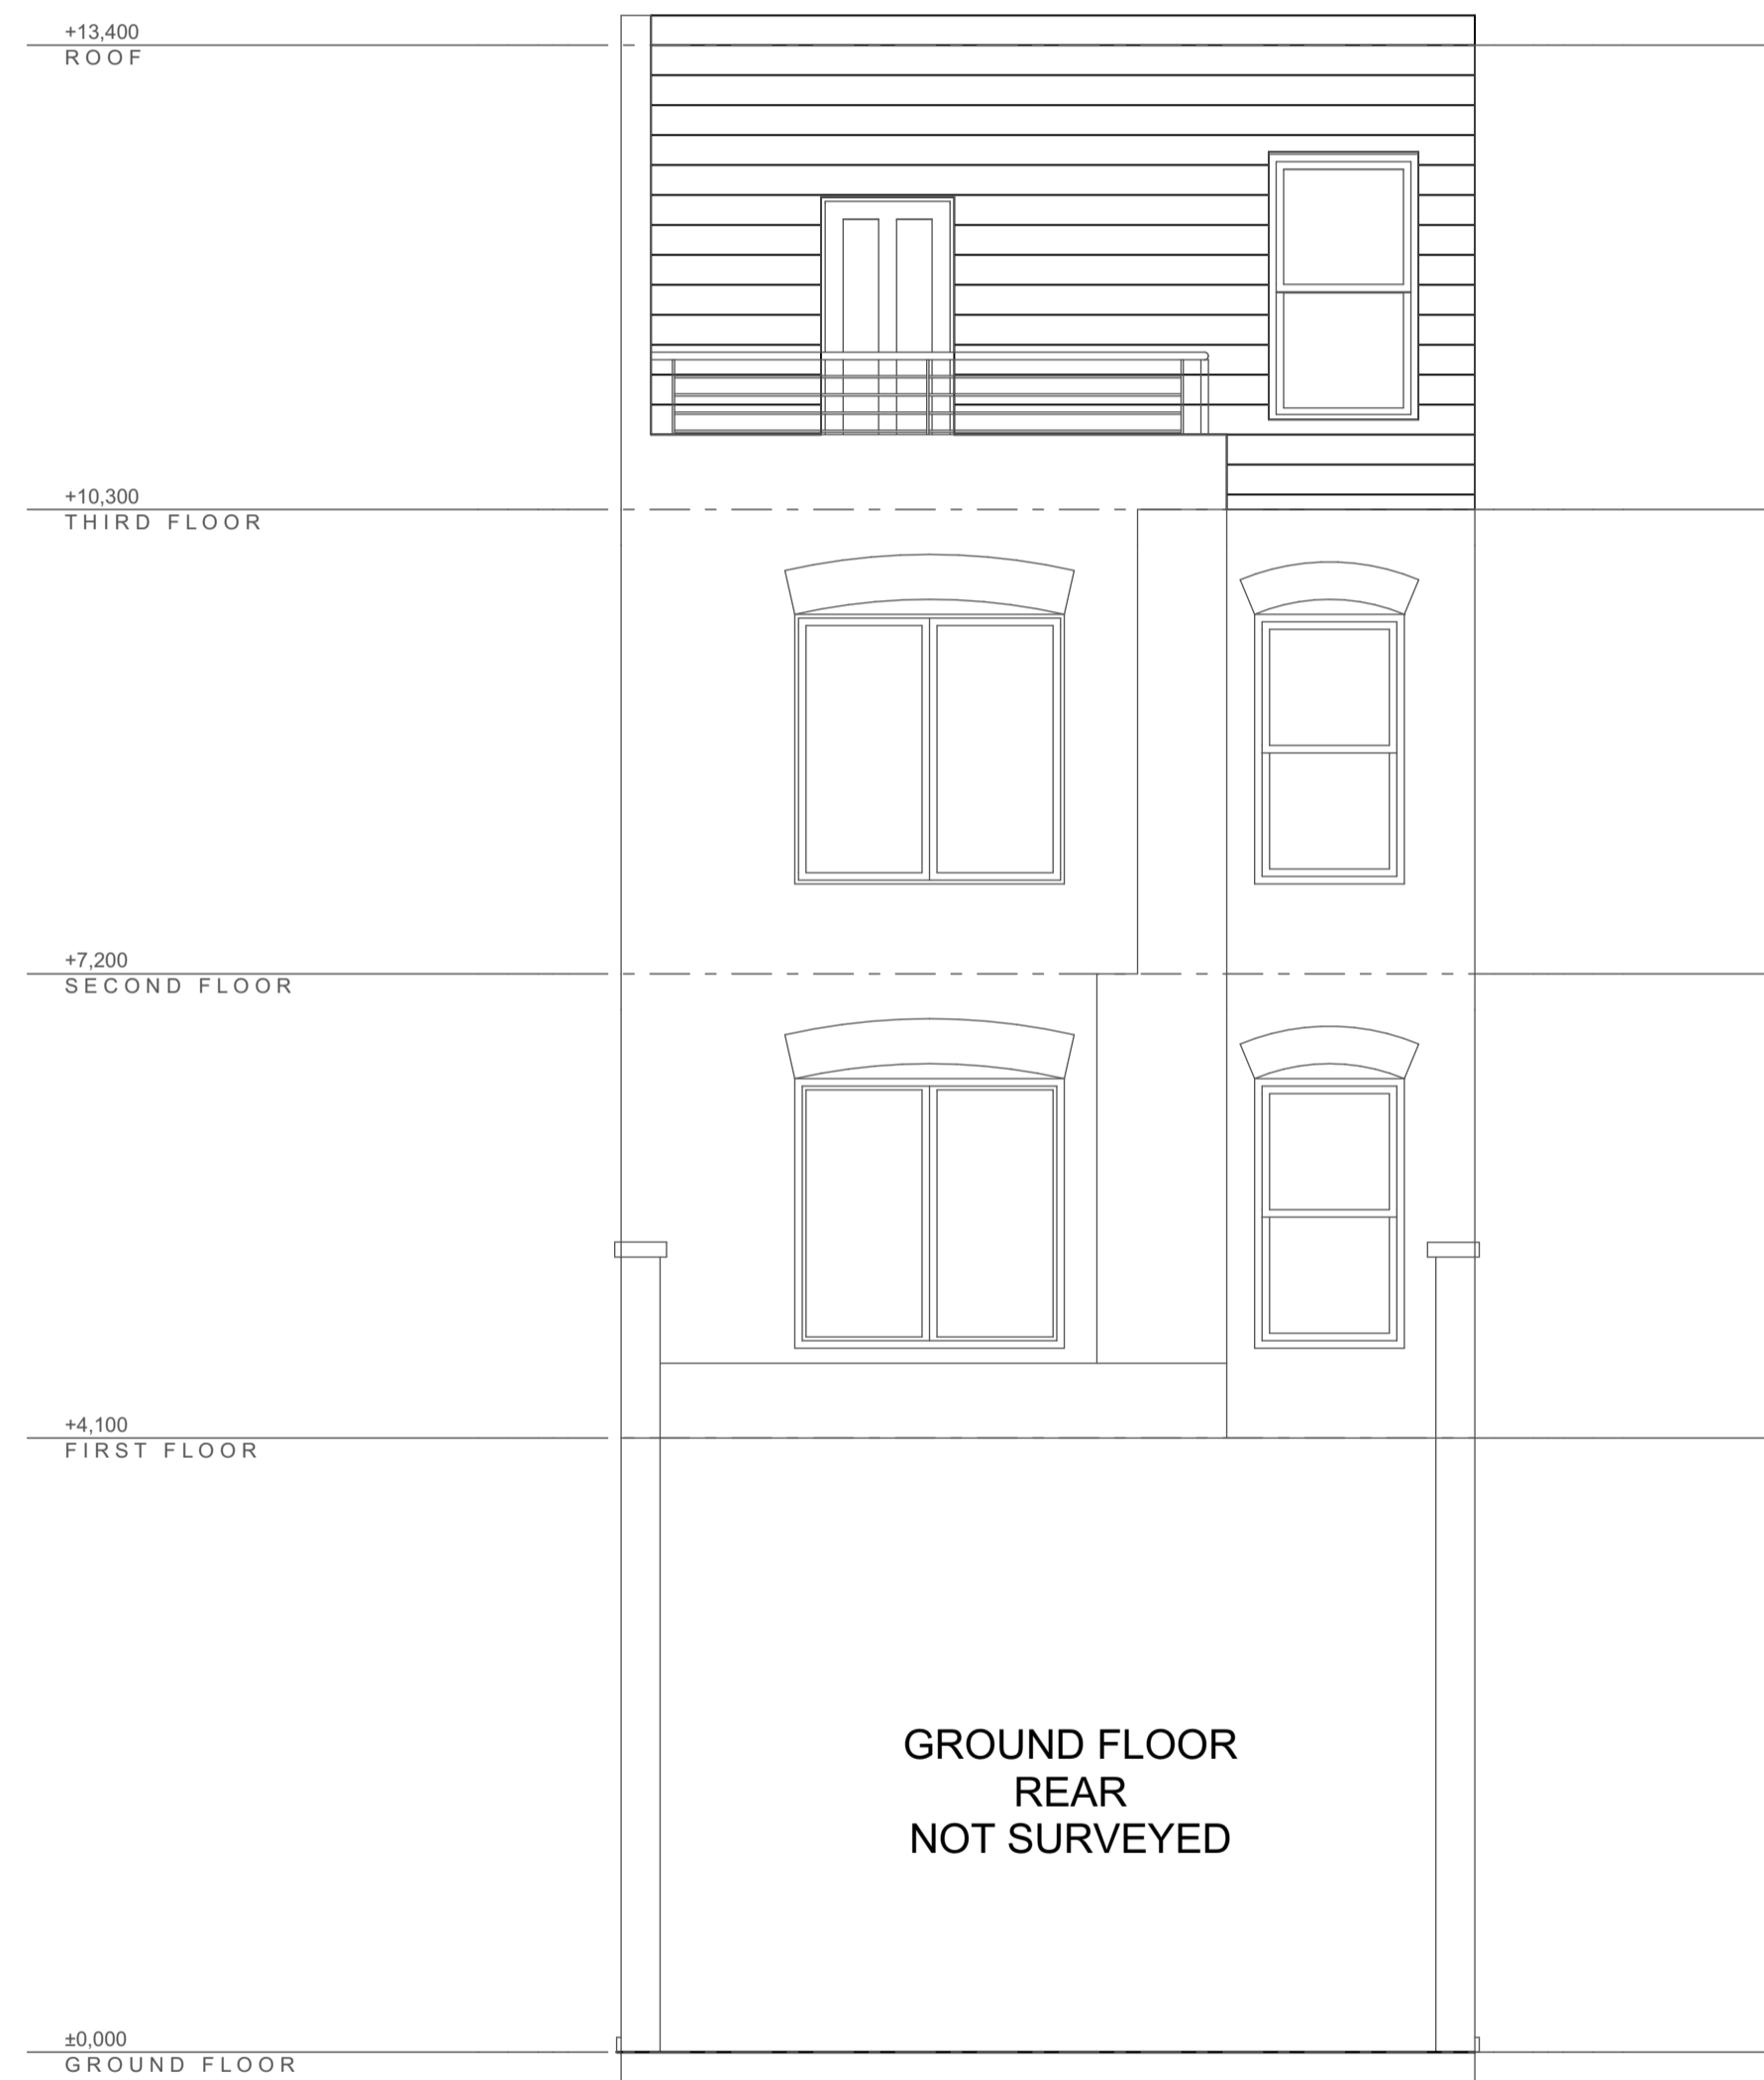 +13,400
ROOF
+10,300
THIRD FLOOR
+7,200
SECOND FLOOR
+4,100
FIRST FLOOR
GROUND FLOOR
REAR
NOT SURVEYED
±0,000
GROUND FLOOR